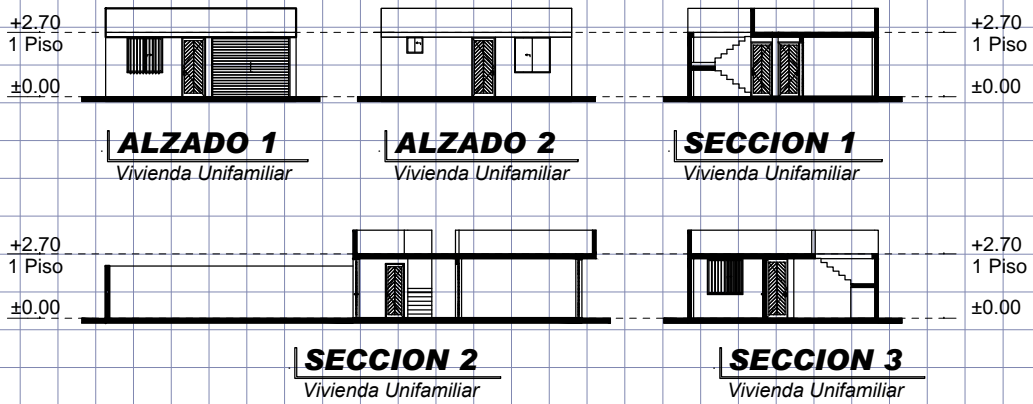 +2.70
1 Piso
±0.00
+2.70
1 Piso
±0.00
ALZADO 1
Vivienda Unifamiliar
ALZADO 2
Vivienda Unifamiliar
SECCION 1
Vivienda Unifamiliar
+2.70
1 Piso
±0.00
+2.70
1 Piso
±0.00
SECCION 2
Vivienda Unifamiliar
SECCION 3
Vivienda Unifamiliar